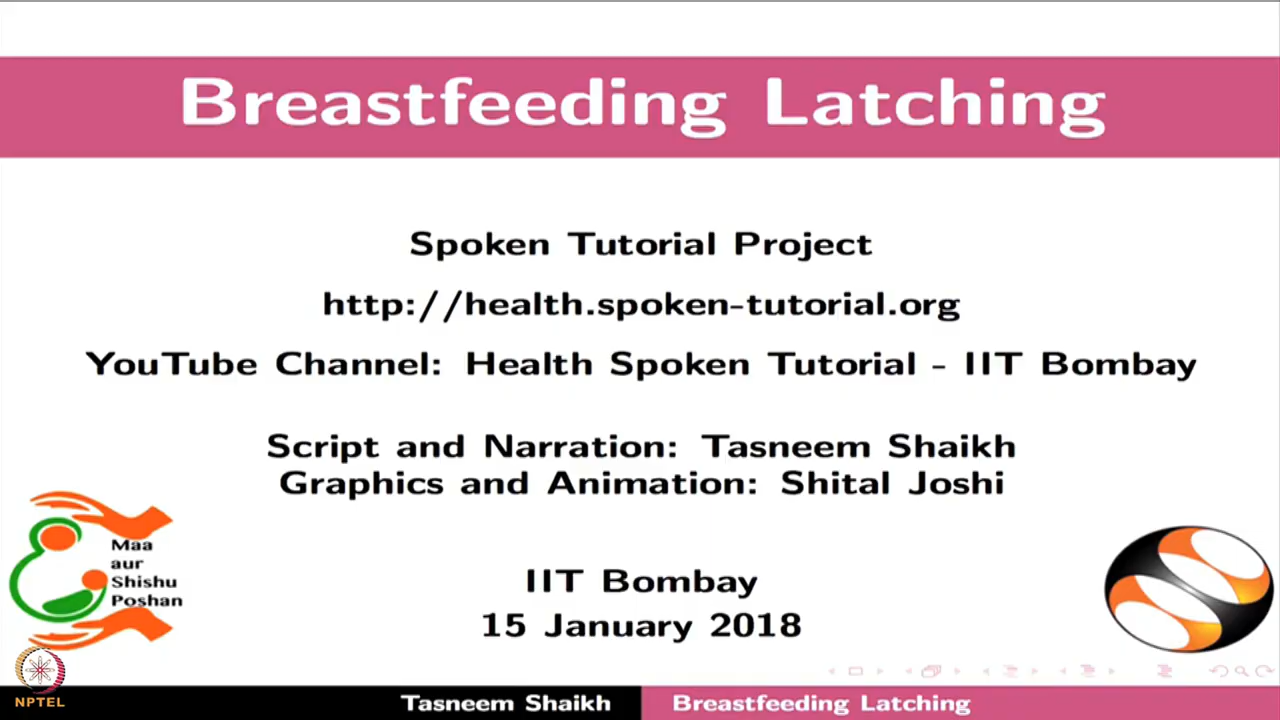 Breastfeeding Latching
Spoken Tutorial Project
http://health.spoken-tutorial.org
YouTube Channel: Health Spoken Tutorial - IIT Bombay
Script and Narration: Tasneem Shaikh
Graphics and Animation: Shital Joshi
Maa
aur
Shishu
Poshan
IIT Bombay
15 January 2018
NPTEL
Tasneem Shaikh
Breastfeeding Latching